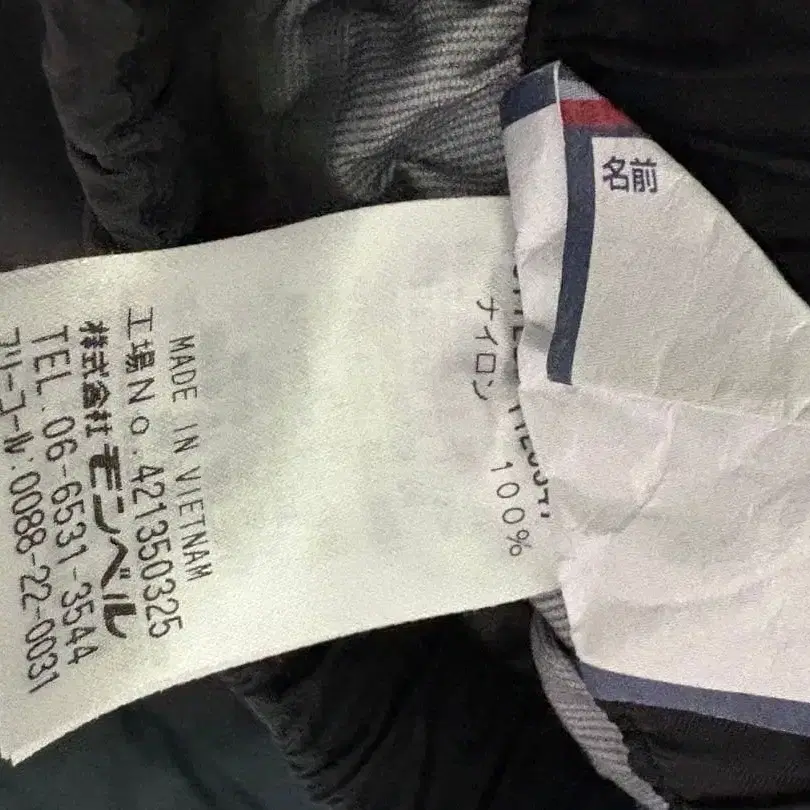 名前
ナイロン 100%
MADE IN VIETNAM
工場No.421350325
株式会社モンベル
TEL.06-6531-3544
フリーコール:0088-22-0031